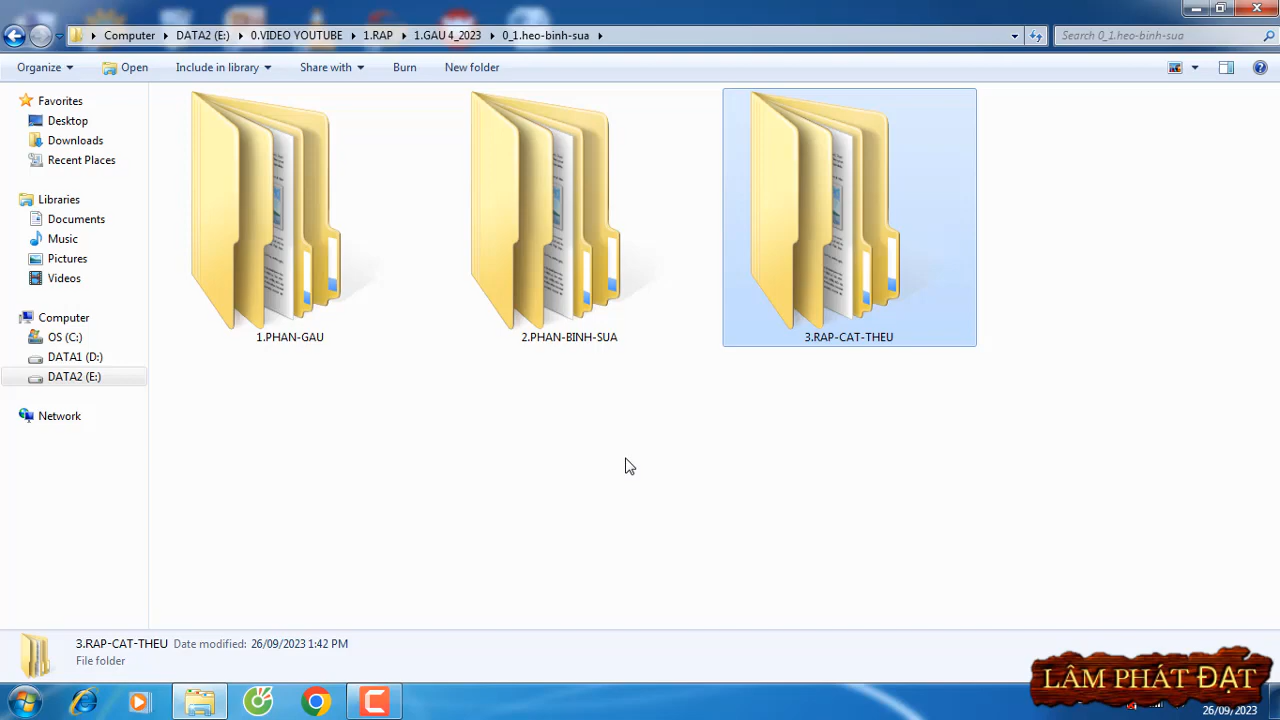 Computer DATA2 (E:) 0.VIDEO YOUTUBE 1.RAP 1.GAU 4_2023 0_1.heo-binh-sua Search 0_1.heo-binh-sua
Organize Open Include in library Share with Burn New folder
Favorites
Desktop
Downloads
Recent Places
Libraries
Documents
Music
Pictures
Videos
Computer
OS (C:)
DATA1 (D:)
DATA2 (E:)
Network
1.PHAN-GAU 2.PHAN-BINH-SUA 3.RAP-CAT-THEU
3.RAP-CAT-THEU Date modified: 26/09/2023 1:42 PM
File folder
LÂM PHÁT ĐẠT
26/09/2023